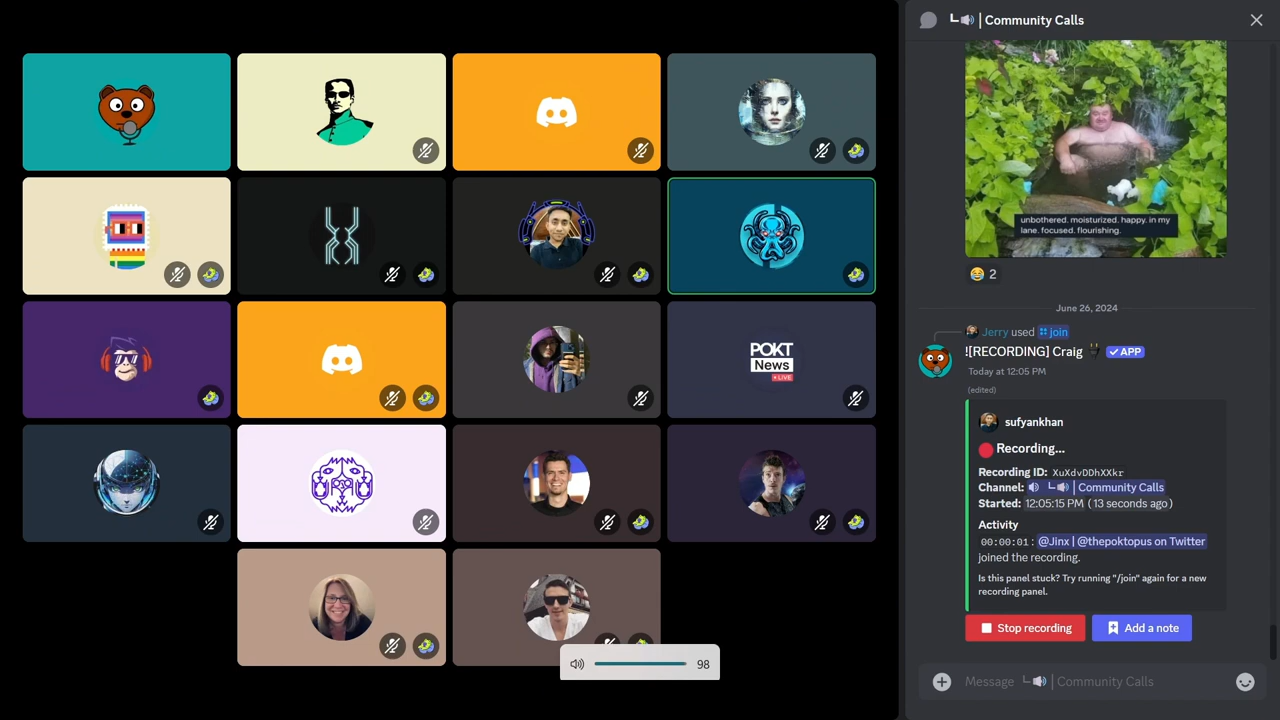 | Community Calls
unbothered. moisturized. happy. in my
lane. focused. flourishing.
2
June 26, 2024
Jerry used join
![RECORDING] Craig APP
Today at 12:05 PM
(edited)
sufyankhan
Recording...
Recording ID: XuXdvDDhXXkr
Channel: | Community Calls
Started: 12:05:15 PM (13 seconds ago)
Activity
00:00:01: @Jinx | @thepoktopus on Twitter
joined the recording.
Is this panel stuck? Try running "/join" again for a new
recording panel.
Stop recording Add a note
Message | Community Calls
POKT
News
LIVE
98